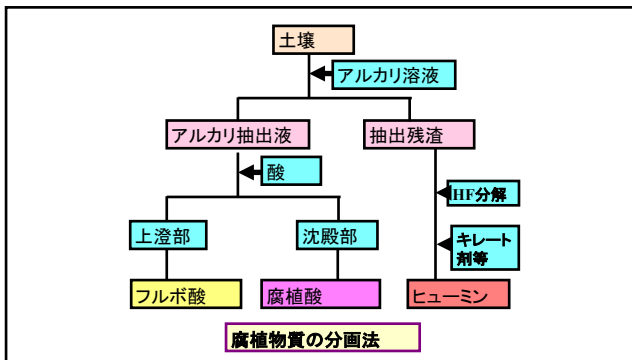 土壌
アルカリ溶液
アルカリ抽出液
抽出残渣
酸
HF分解
上澄部
沈殿部
キレート
剤等
フルボ酸
腐植酸
ヒューミン
腐植物質の分画法